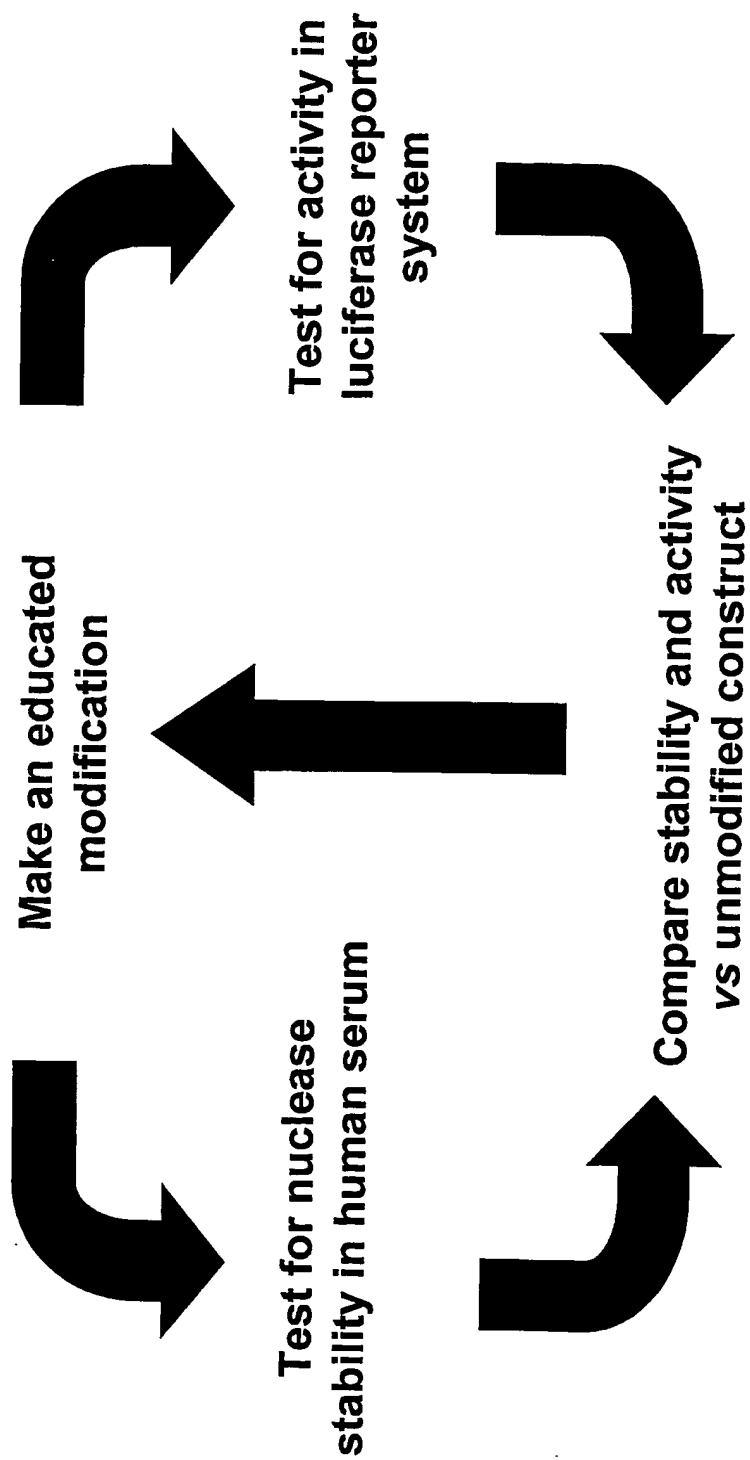 Make an educated
modification
Test for nuclease
stability in human serum
Test for activity in
luciferase reporter
system
Compare stability and activity
vs unmodified construct